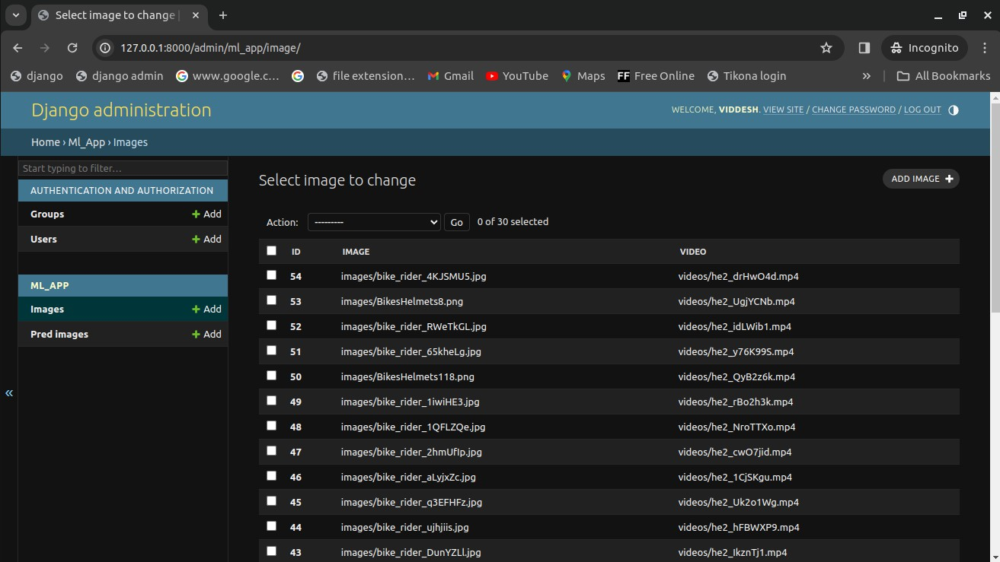 Select image to change |
127.0.0.1:8000/admin/ml_app/image/
Incognito
django django admin www.google.c... file extension... Gmail YouTube Maps FF Free Online Tikona login » All Bookmarks
Django administration
WELCOME, VIDDESH. VIEW SITE / CHANGE PASSWORD / LOG OUT
Home › Ml_App › Images
Start typing to filter...
AUTHENTICATION AND AUTHORIZATION
Groups + Add
Users + Add
ML_APP
Images + Add
Pred images + Add
«
Select image to change
ADD IMAGE +
Action: --------- Go 0 of 30 selected
ID IMAGE VIDEO
54 images/bike_rider_4KJSMU5.jpg videos/he2_drHwO4d.mp4
53 images/BikesHelmets8.png videos/he2_UgjYCNb.mp4
52 images/bike_rider_RWeTkGL.jpg videos/he2_idLWib1.mp4
51 images/bike_rider_65kheLg.jpg videos/he2_y76K99S.mp4
50 images/BikesHelmets118.png videos/he2_QyB2z6k.mp4
49 images/bike_rider_1iwiHE3.jpg videos/he2_rBo2h3k.mp4
48 images/bike_rider_1QFLZQe.jpg videos/he2_NroTTXo.mp4
47 images/bike_rider_2hmUfIp.jpg videos/he2_cwO7jid.mp4
46 images/bike_rider_aLyjxZc.jpg videos/he2_1CjSKgu.mp4
45 images/bike_rider_q3EFHFz.jpg videos/he2_Uk2o1Wg.mp4
44 images/bike_rider_ujhjiis.jpg videos/he2_hFBWXP9.mp4
43 images/bike_rider_DunYZLl.jpg videos/he2_IkznTj1.mp4